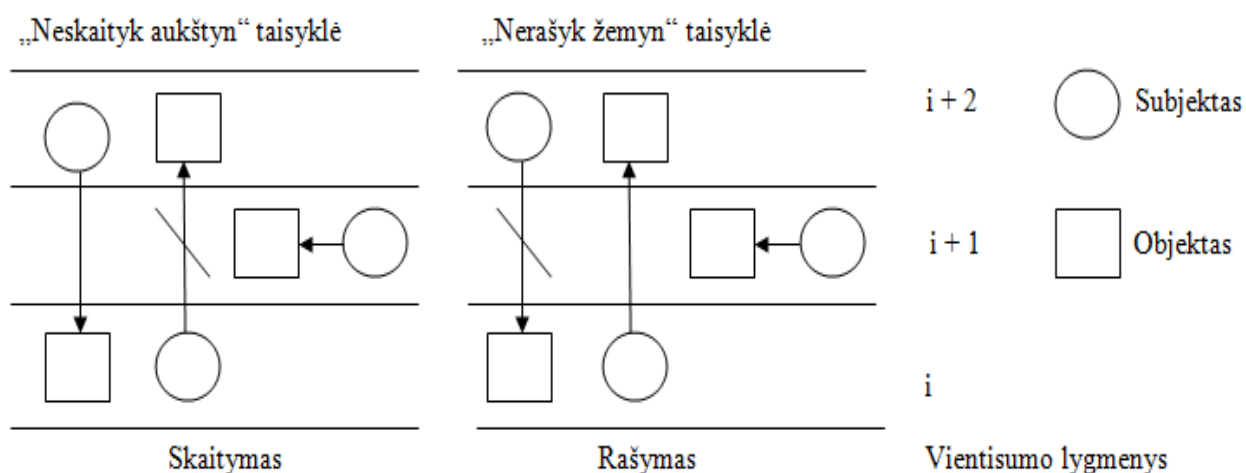 „Neskaityk aukštyn“ taisyklė
„Nerašyk žemyn“ taisyklė
i + 2
Subjektas
i + 1
Objektas
i
Skaitymas
Rašymas
Vientisumo lygmenys